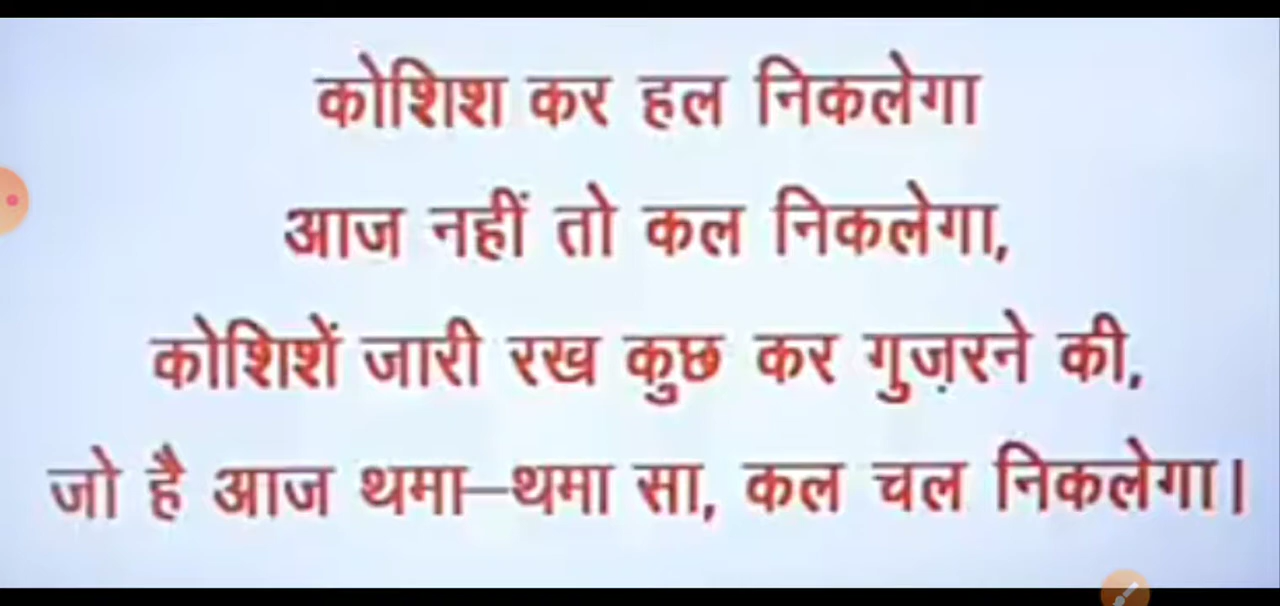 कोशिश कर हल निकलेगा
आज नहीं तो कल निकलेगा,
कोशिशें जारी रख कुछ कर गुज़रने की,
जो है आज थमा–थमा सा, कल चल निकलेगा।